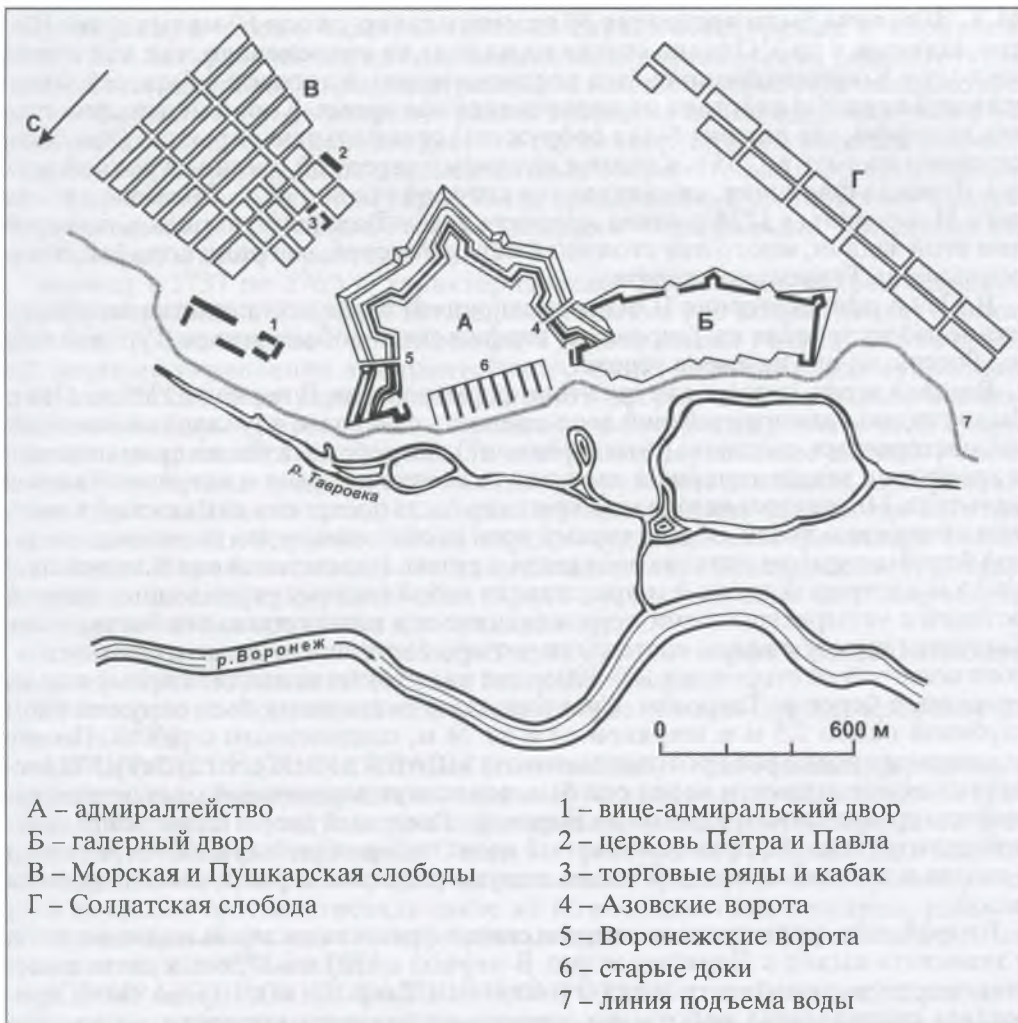 С
В
2
3
1
А
4
5
6
Б
Г
7
р. Тавровка
р. Воронеж
0 600 м
А – адмиралтейство
Б – галерный двор
В – Морская и Пушкарская слободы
Г – Солдатская слобода
1 – вице-адмиральский двор
2 – церковь Петра и Павла
3 – торговые ряды и кабак
4 – Азовские ворота
5 – Воронежские ворота
6 – старые доки
7 – линия подъема воды